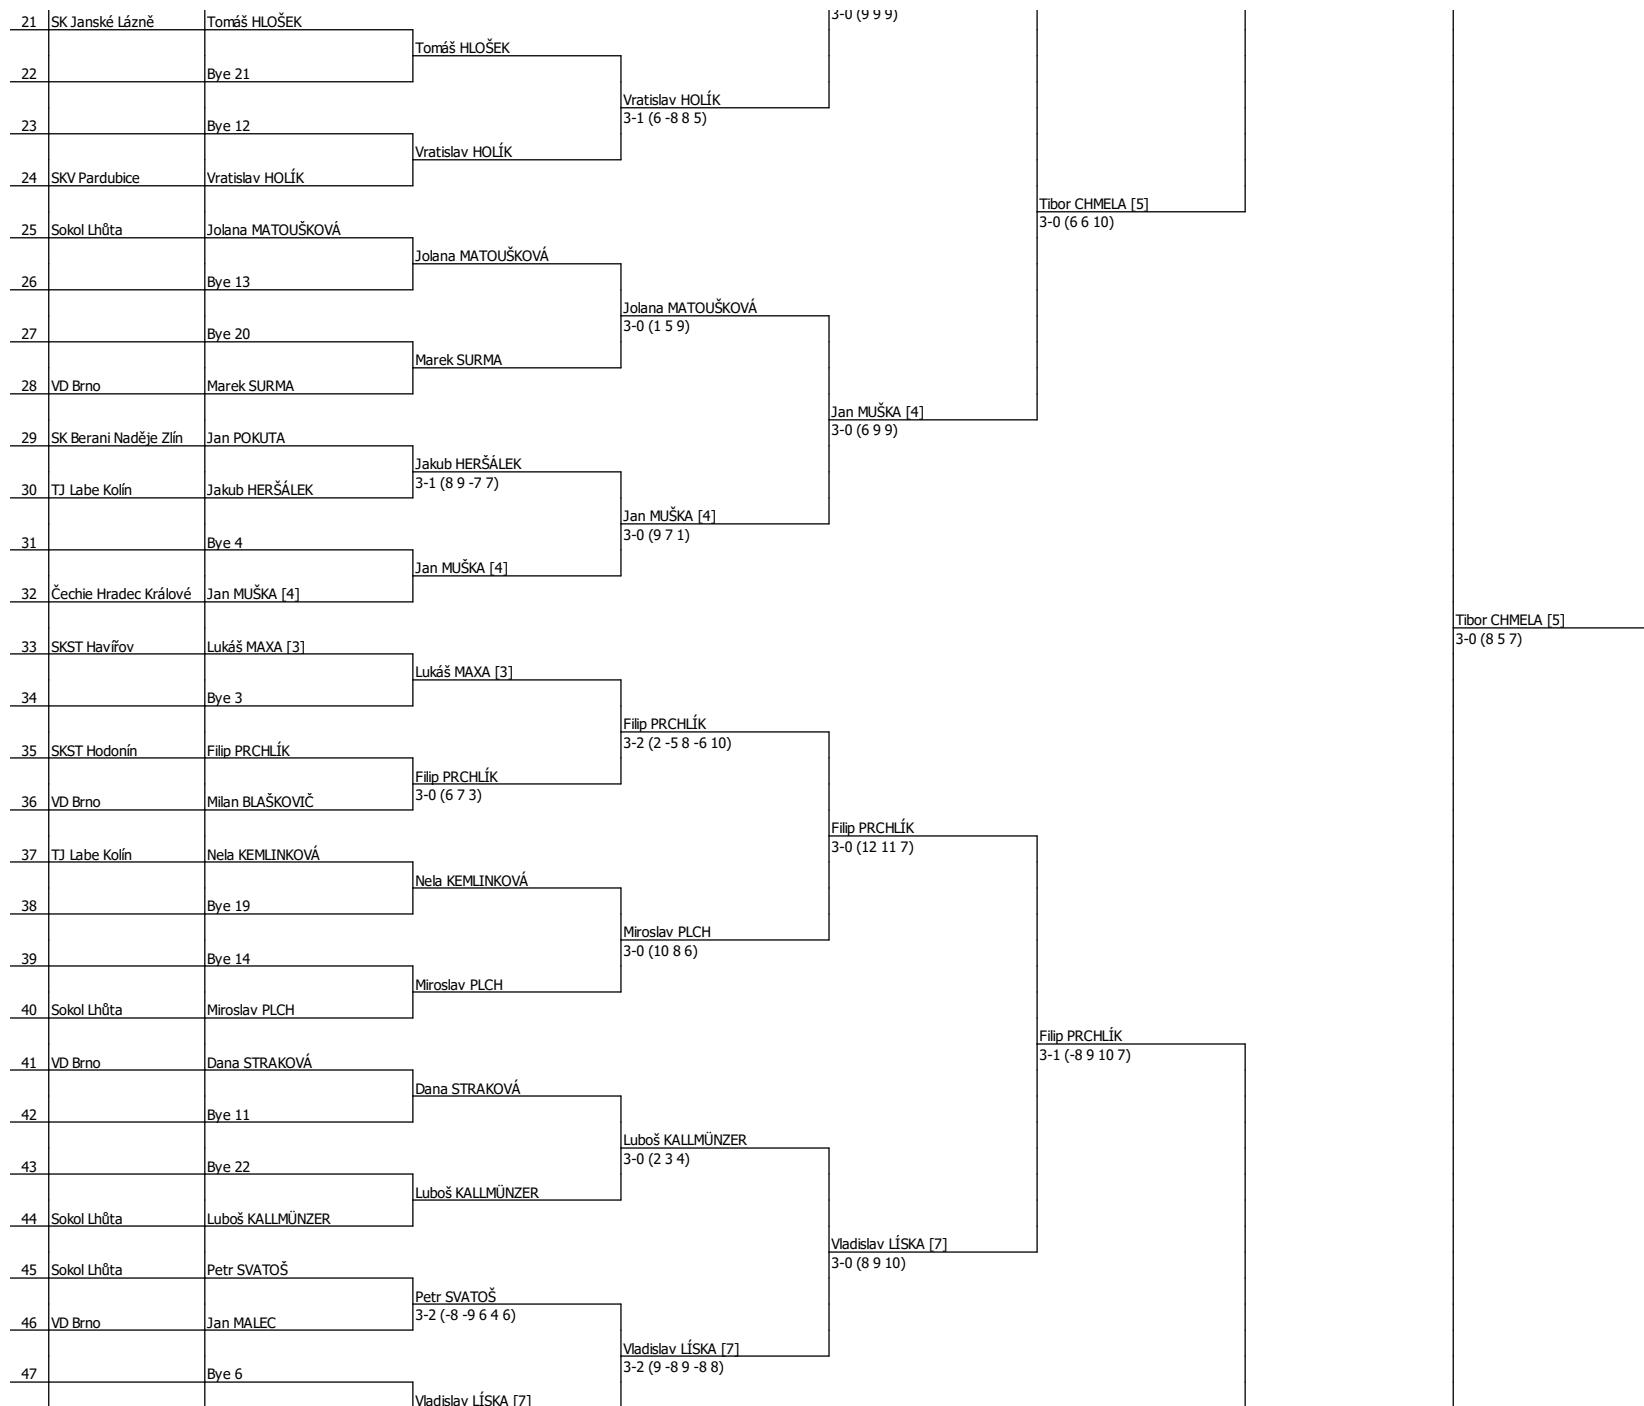 3-0 (9 9 9)
21 SK Janské Lázně Tomáš HLOŠEK
Tomáš HLOŠEK
22 Bye 21
Vratislav HOLÍK
3-1 (6 -8 8 5)
23 Bye 12
Vratislav HOLÍK
24 SKV Pardubice Vratislav HOLÍK
Tibor CHMELA [5]
3-0 (6 6 10)
25 Sokol Lhůta Jolana MATOUŠKOVÁ
Jolana MATOUŠKOVÁ
26 Bye 13
Jolana MATOUŠKOVÁ
3-0 (1 5 9)
27 Bye 20
Marek SURMA
28 VD Brno Marek SURMA
Jan MUŠKA [4]
3-0 (6 9 9)
29 SK Berani Naděje Zlín Jan POKUTA
Jakub HERŠÁLEK
3-1 (8 9 -7 7)
30 TJ Labe Kolín Jakub HERŠÁLEK
Jan MUŠKA [4]
3-0 (9 7 1)
31 Bye 4
Jan MUŠKA [4]
32 Čechie Hradec Králové Jan MUŠKA [4]
Tibor CHMELA [5]
3-0 (8 5 7)
33 SKST Havířov Lukáš MAXA [3]
Lukáš MAXA [3]
34 Bye 3
Filip PRCHLÍK
3-2 (2 -5 8 -6 10)
35 SKST Hodonín Filip PRCHLÍK
Filip PRCHLÍK
3-0 (6 7 3)
36 VD Brno Milan BLAŠKOVIČ
Filip PRCHLÍK
3-0 (12 11 7)
37 TJ Labe Kolín Nela KEMLINKOVÁ
Nela KEMLINKOVÁ
38 Bye 19
Miroslav PLCH
3-0 (10 8 6)
39 Bye 14
Miroslav PLCH
40 Sokol Lhůta Miroslav PLCH
Filip PRCHLÍK
3-1 (-8 9 10 7)
41 VD Brno Dana STRAKOVÁ
Dana STRAKOVÁ
42 Bye 11
Luboš KALLMÜNZER
3-0 (2 3 4)
43 Bye 22
Luboš KALLMÜNZER
44 Sokol Lhůta Luboš KALLMÜNZER
Vladislav LÍSKA [7]
3-0 (8 9 10)
45 Sokol Lhůta Petr SVATOŠ
Petr SVATOŠ
3-2 (-8 -9 6 4 6)
46 VD Brno Jan MALEC
Vladislav LÍSKA [7]
3-2 (9 -8 9 -8 8)
47 Bye 6
Vladislav LÍSKA [7]